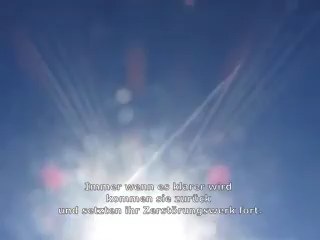 Immer wenn es klarer wird
kommen sie zurück
und setzten ihr Zerstörungswerk fort.